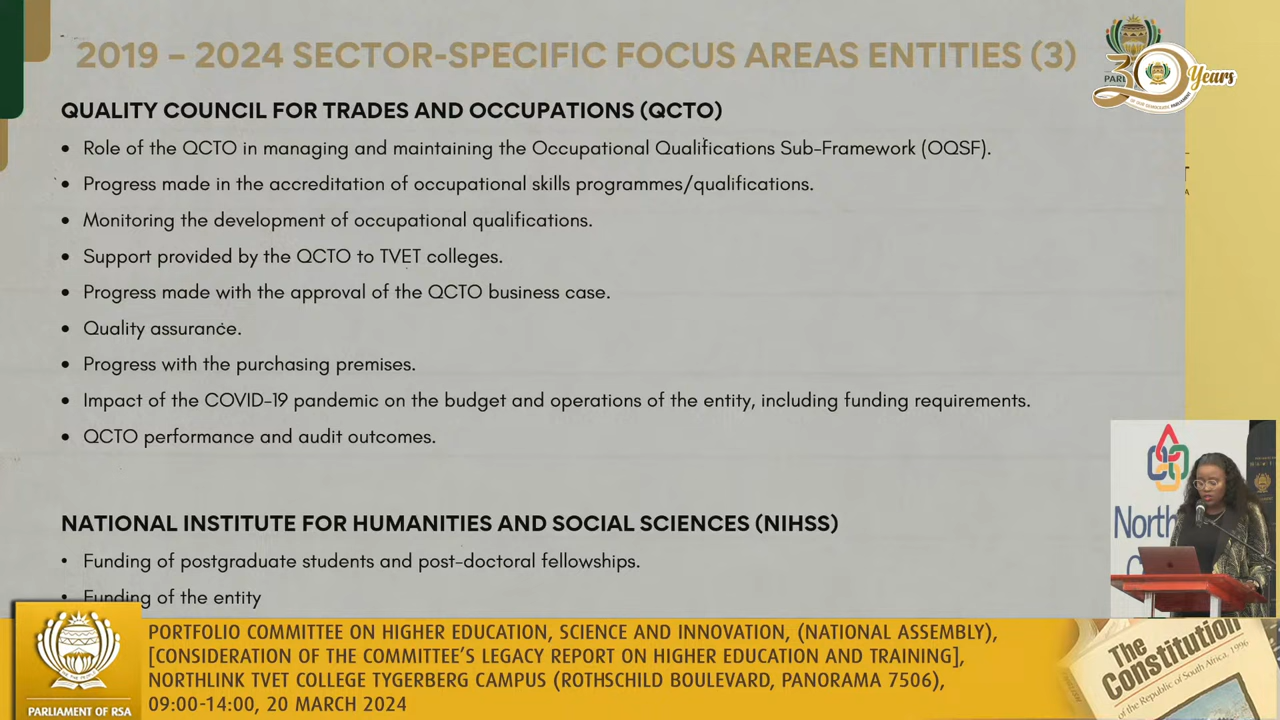 2019 – 2024 SECTOR-SPECIFIC FOCUS AREAS ENTITIES (3)
30 Years
QUALITY COUNCIL FOR TRADES AND OCCUPATIONS (QCTO)
• Role of the QCTO in managing and maintaining the Occupational Qualifications Sub-Framework (OQSF).
• Progress made in the accreditation of occupational skills programmes/qualifications.
• Monitoring the development of occupational qualifications.
• Support provided by the QCTO to TVET colleges.
• Progress made with the approval of the QCTO business case.
• Quality assurance.
• Progress with the purchasing premises.
• Impact of the COVID-19 pandemic on the budget and operations of the entity, including funding requirements.
• QCTO performance and audit outcomes.
NATIONAL INSTITUTE FOR HUMANITIES AND SOCIAL SCIENCES (NIHSS)
• Funding of postgraduate students and post-doctoral fellowships.
• Funding of the entity
North
PORTFOLIO COMMITTEE ON HIGHER EDUCATION, SCIENCE AND INNOVATION, (NATIONAL ASSEMBLY),
[CONSIDERATION OF THE COMMITTEE'S LEGACY REPORT ON HIGHER EDUCATION AND TRAINING],
NORTHLINK TVET COLLEGE TYGERBERG CAMPUS (ROTHSCHILD BOULEVARD, PANORAMA 7506),
09:00-14:00, 20 MARCH 2024
PARLIAMENT OF RSA
The
Constitution
of the Republic of South Africa, 1996